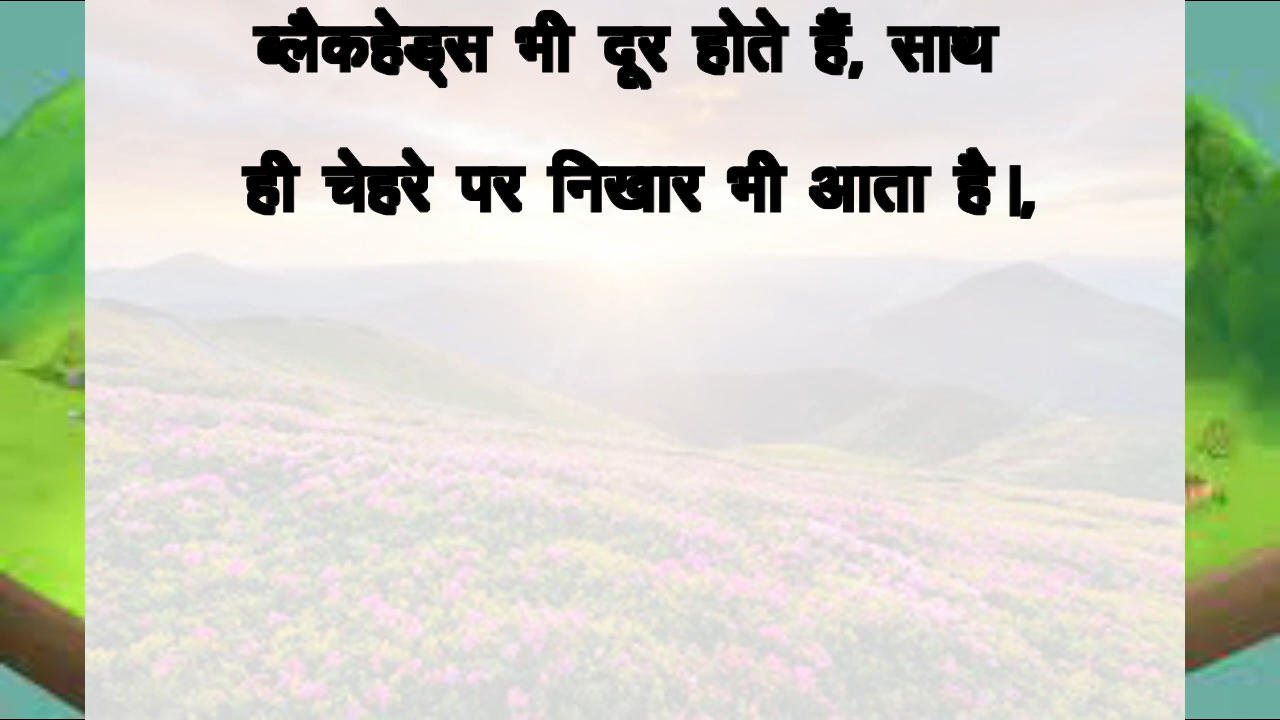 ब्लैकहेड्स भी दूर होते हैं, साथ
ही चेहरे पर निखार भी आता है|,